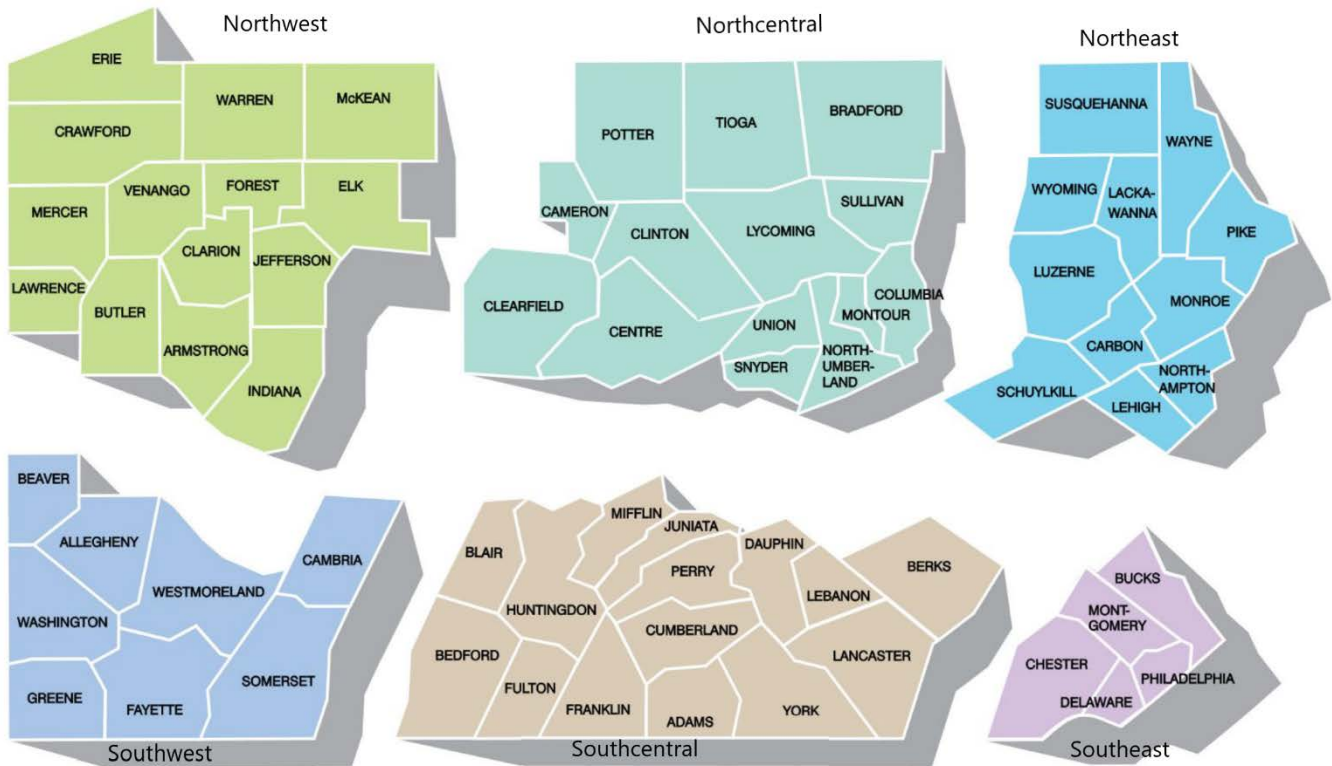 Northwest
ERIE
WARREN
McKEAN
CRAWFORD
VENANGO
FOREST
ELK
MERCER
CLARION
JEFFERSON
LAWRENCE
BUTLER
ARMSTRONG
INDIANA
Northcentral
POTTER
TIOGA
BRADFORD
CAMERON
SULLIVAN
CLINTON
LYCOMING
CLEARFIELD
COLUMBIA
MONTOUR
CENTRE
UNION
SNYDER
NORTH-
UMBER-
LAND
Northeast
SUSQUEHANNA
WAYNE
WYOMING
LACKA-
WANNA
PIKE
LUZERNE
MONROE
CARBON
NORTH-
AMPTON
SCHUYLKILL
LEHIGH
BEAVER
ALLEGHENY
CAMBRIA
WESTMORELAND
WASHINGTON
SOMERSET
GREENE
FAYETTE
Southwest
MIFFLIN
JUNIATA
DAUPHIN
BLAIR
PERRY
BERKS
LEBANON
HUNTINGDON
CUMBERLAND
BEDFORD
LANCASTER
FULTON
FRANKLIN
ADAMS
YORK
Southcentral
BUCKS
MONT-
GOMERY
CHESTER
PHILADELPHIA
DELAWARE
Southeast